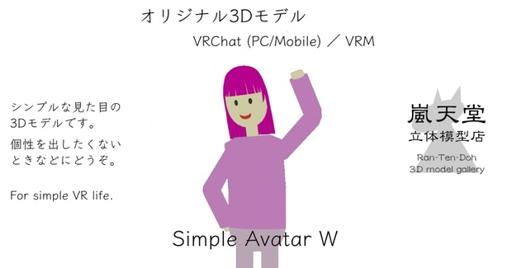 オリジナル3Dモデル
VRChat (PC/Mobile) ／ VRM
シンプルな見た目の
3Dモデルです。
個性を出したくない
ときなどにどうぞ。
For simple VR life.
嵐天堂
立体模型店
Ran-Ten-Doh
3D model gallery
Simple Avatar W